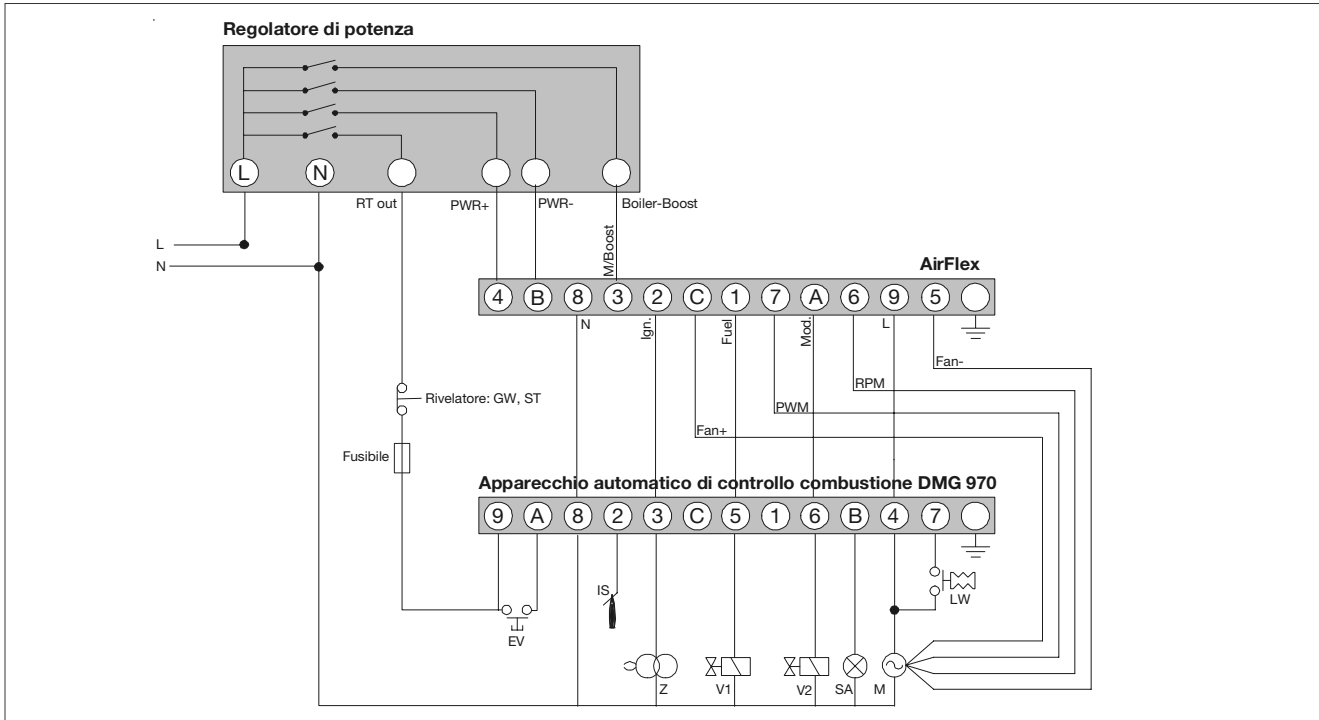 Regolatore di potenza
L N
RT out PWR+ PWR- Boiler-Boost
L
N
M/Boost
AirFlex
4 B 8 3 2 C 1 7 A 6 9 5
N Ign. Fuel Mod. L
Fan-
RPM
PWM
Fan+
Rivelatore: GW, ST
Fusibile
Apparecchio automatico di controllo combustione DMG 970
9 A 8 2 3 C 5 1 6 B 4 7
IS
LW
EV
Z V1 V2 SA M